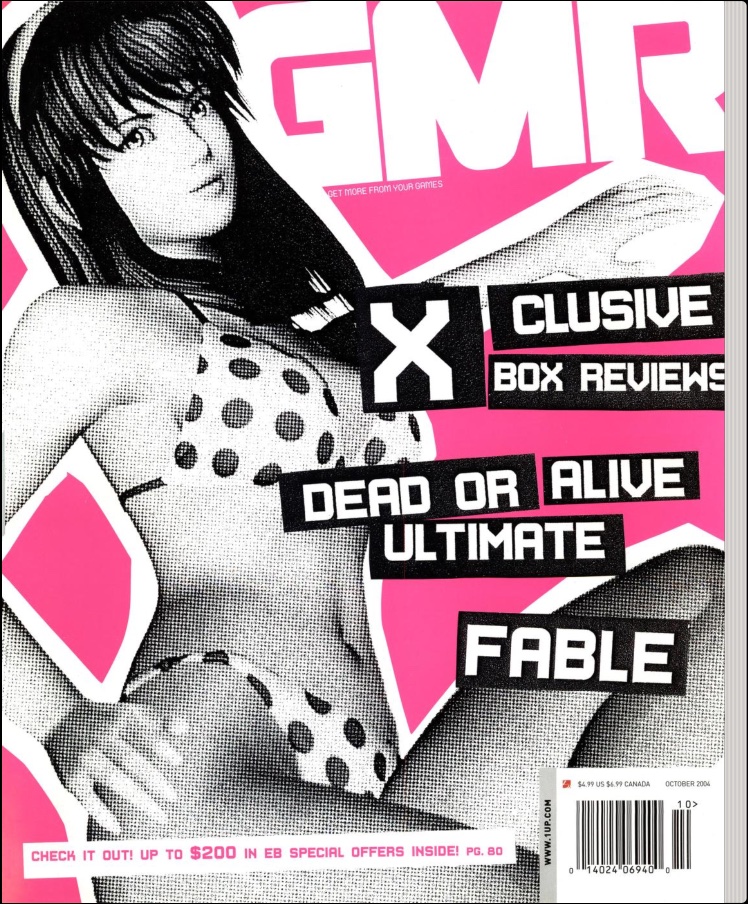 GMR
GET MORE FROM YOUR GAMES
X CLUSIVE
BOX REVIEWS
DEAD OR ALIVE
ULTIMATE
FABLE
$4.99 US $6.99 CANADA OCTOBER 2004
10>
WWW.1UP.COM
0 14024 06940 0
CHECK IT OUT! UP TO $200 IN EB SPECIAL OFFERS INSIDE! PG. 80